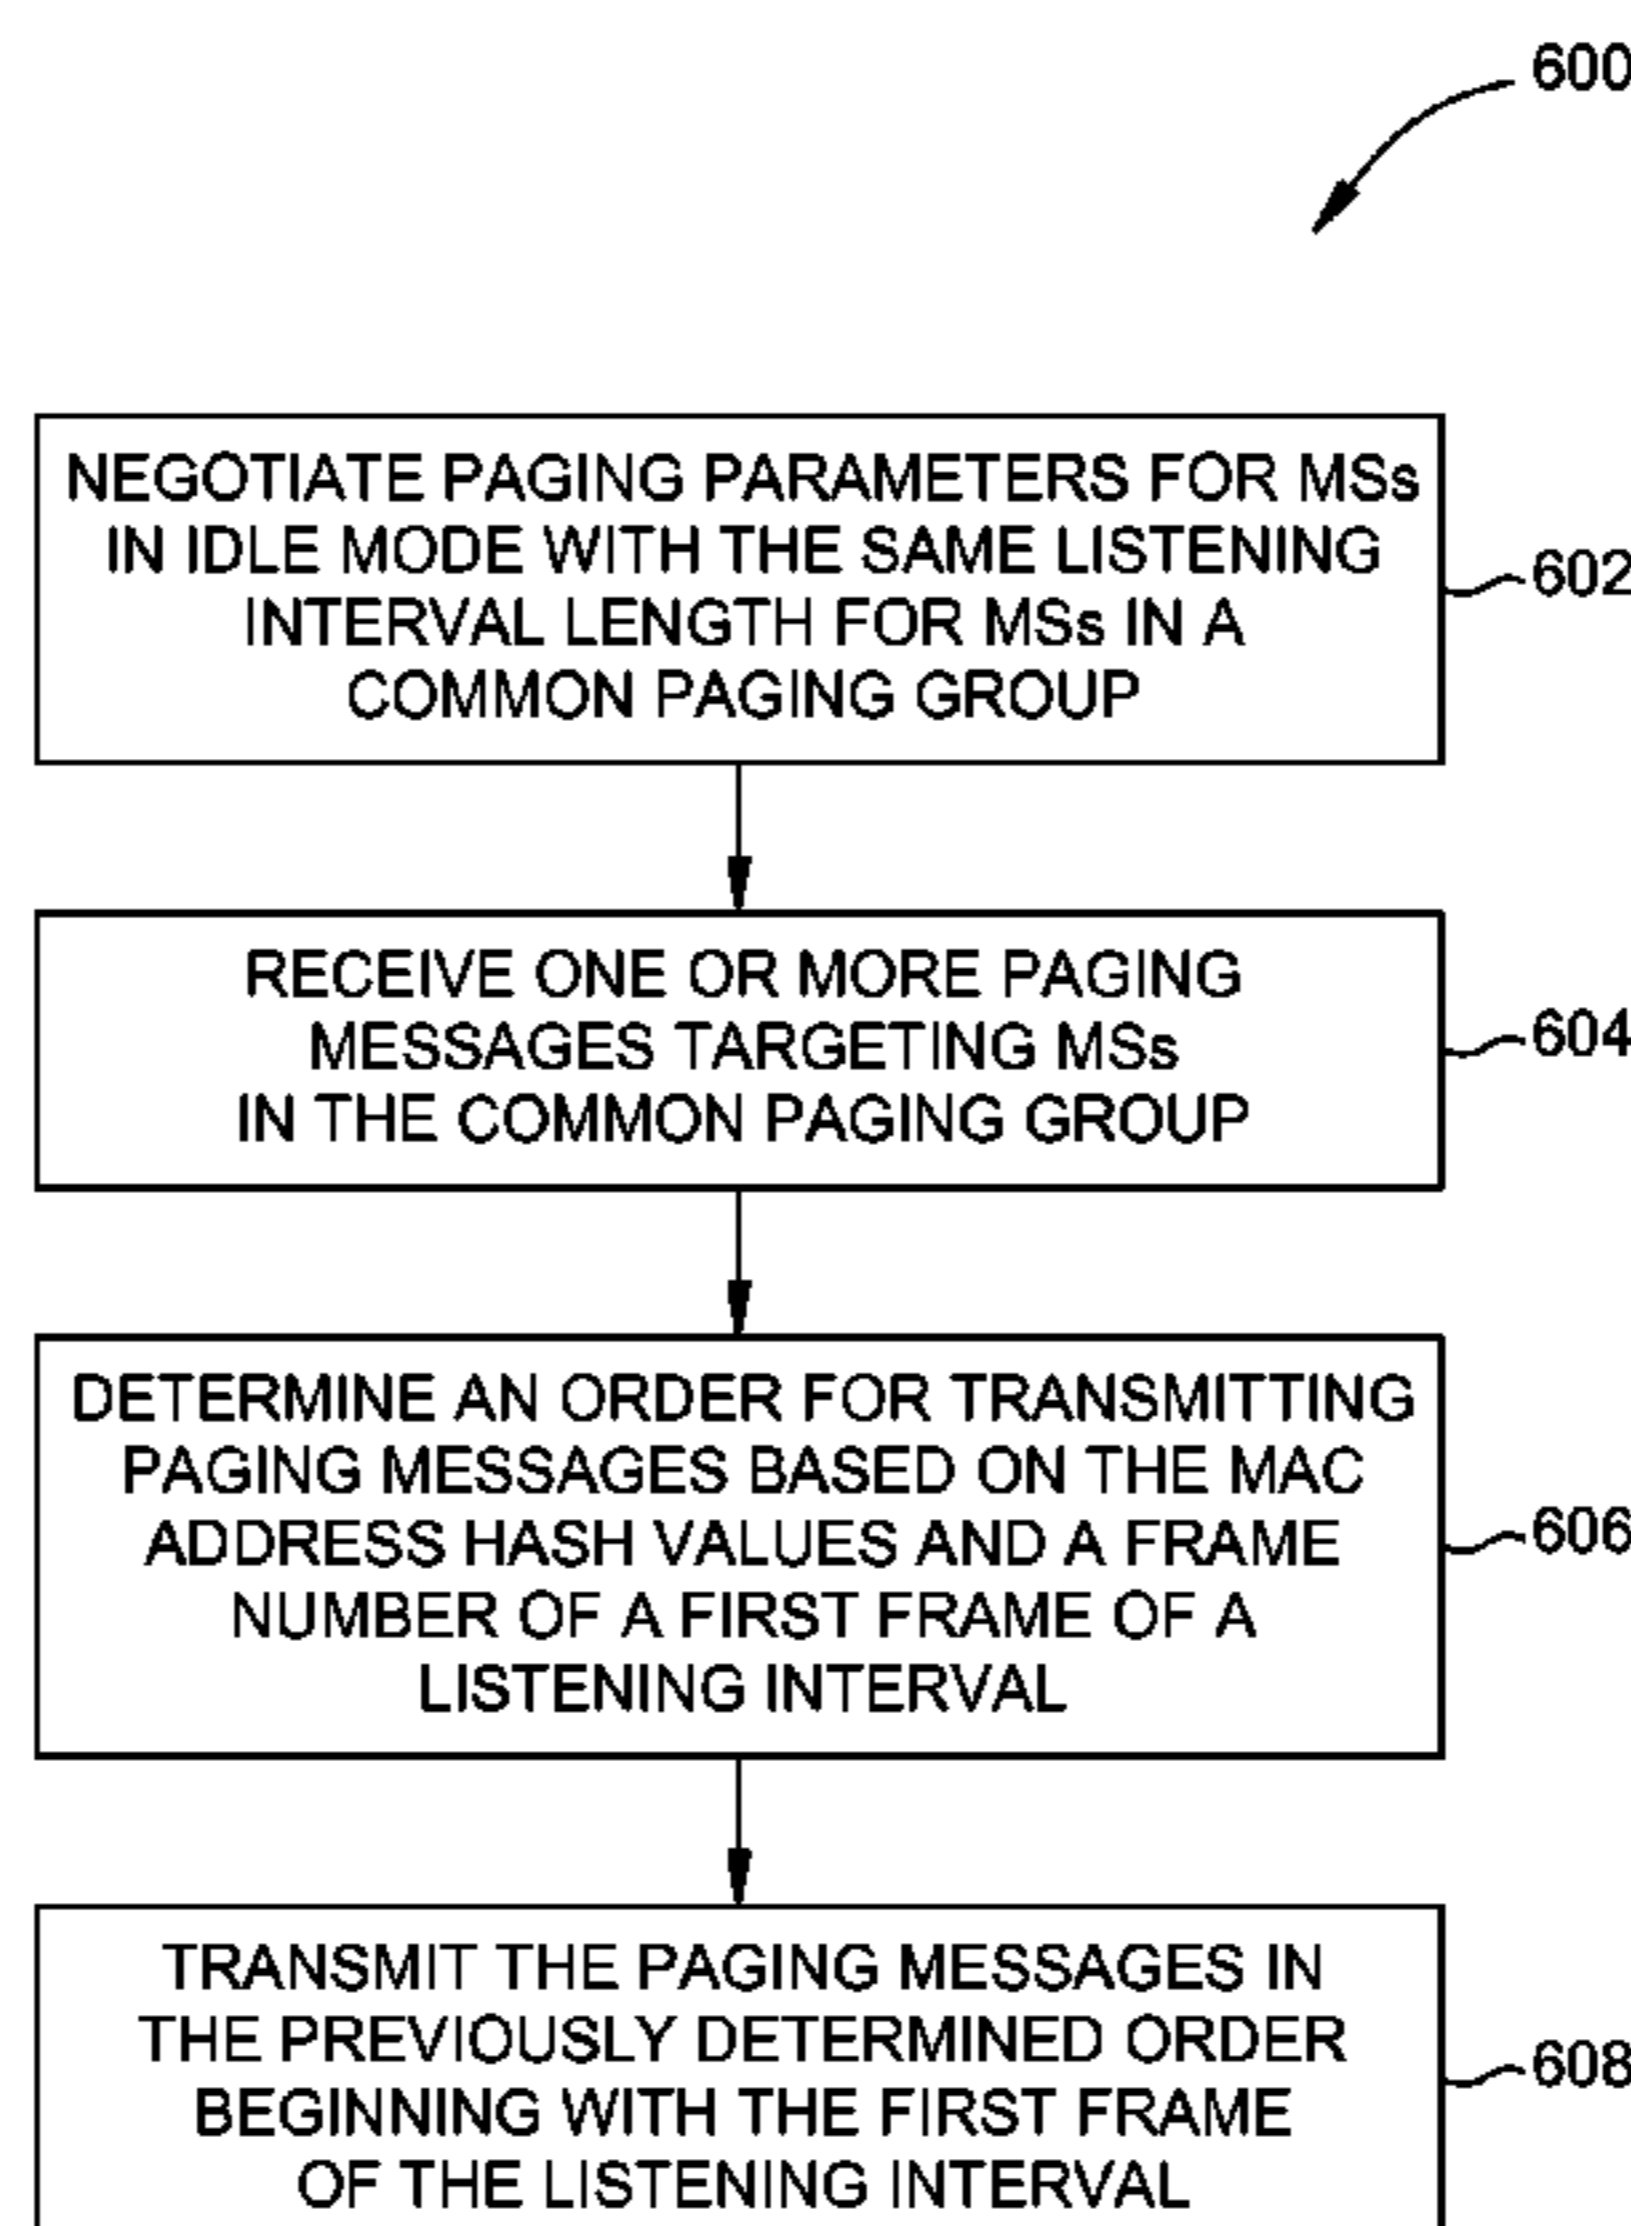 600
NEGOTIATE PAGING PARAMETERS FOR MSs
IN IDLE MODE WITH THE SAME LISTENING
INTERVAL LENGTH FOR MSs IN A
COMMON PAGING GROUP
602
RECEIVE ONE OR MORE PAGING
MESSAGES TARGETING MSs
IN THE COMMON PAGING GROUP
604
DETERMINE AN ORDER FOR TRANSMITTING
PAGING MESSAGES BASED ON THE MAC
ADDRESS HASH VALUES AND A FRAME
NUMBER OF A FIRST FRAME OF A
LISTENING INTERVAL
606
TRANSMIT THE PAGING MESSAGES IN
THE PREVIOUSLY DETERMINED ORDER
BEGINNING WITH THE FIRST FRAME
OF THE LISTENING INTERVAL
608